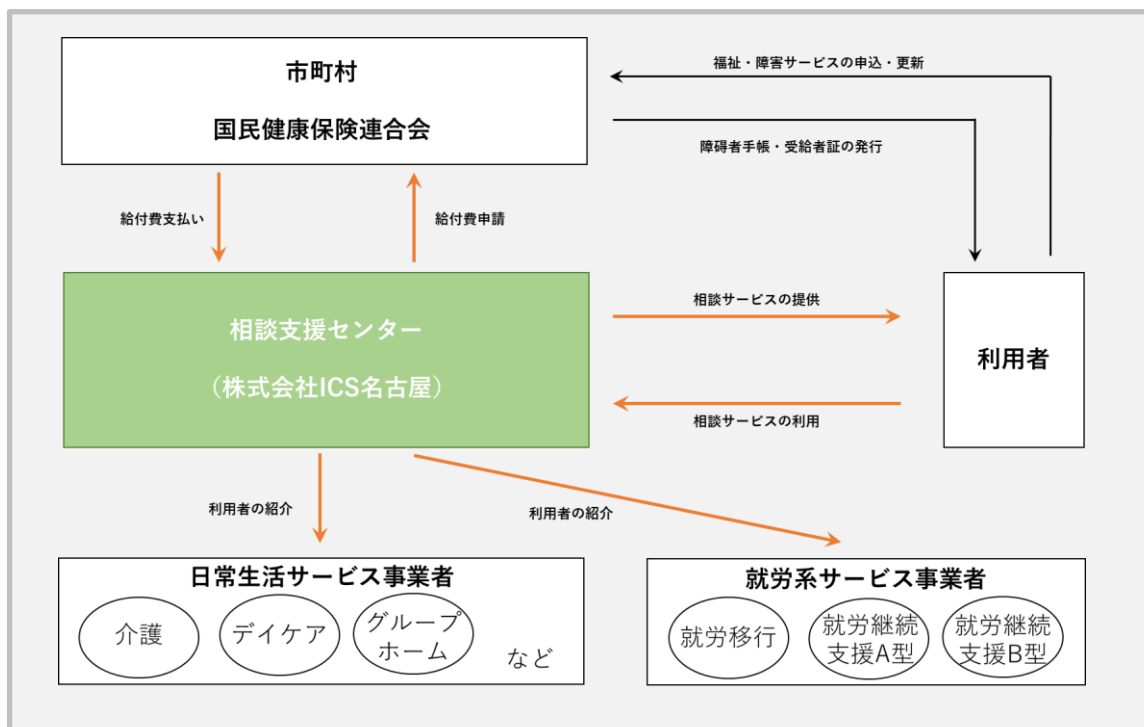 市町村
国民健康保険連合会
福祉・障害サービスの申込・更新
障碍者手帳・受給者証の発行
給付費支払い
給付費申請
相談支援センター
（株式会社ICS名古屋）
相談サービスの提供
利用者
相談サービスの利用
利用者の紹介
利用者の紹介
日常生活サービス事業者
介護
デイケア
グループ
ホーム
など
就労系サービス事業者
就労移行
就労継続
支援A型
就労継続
支援B型